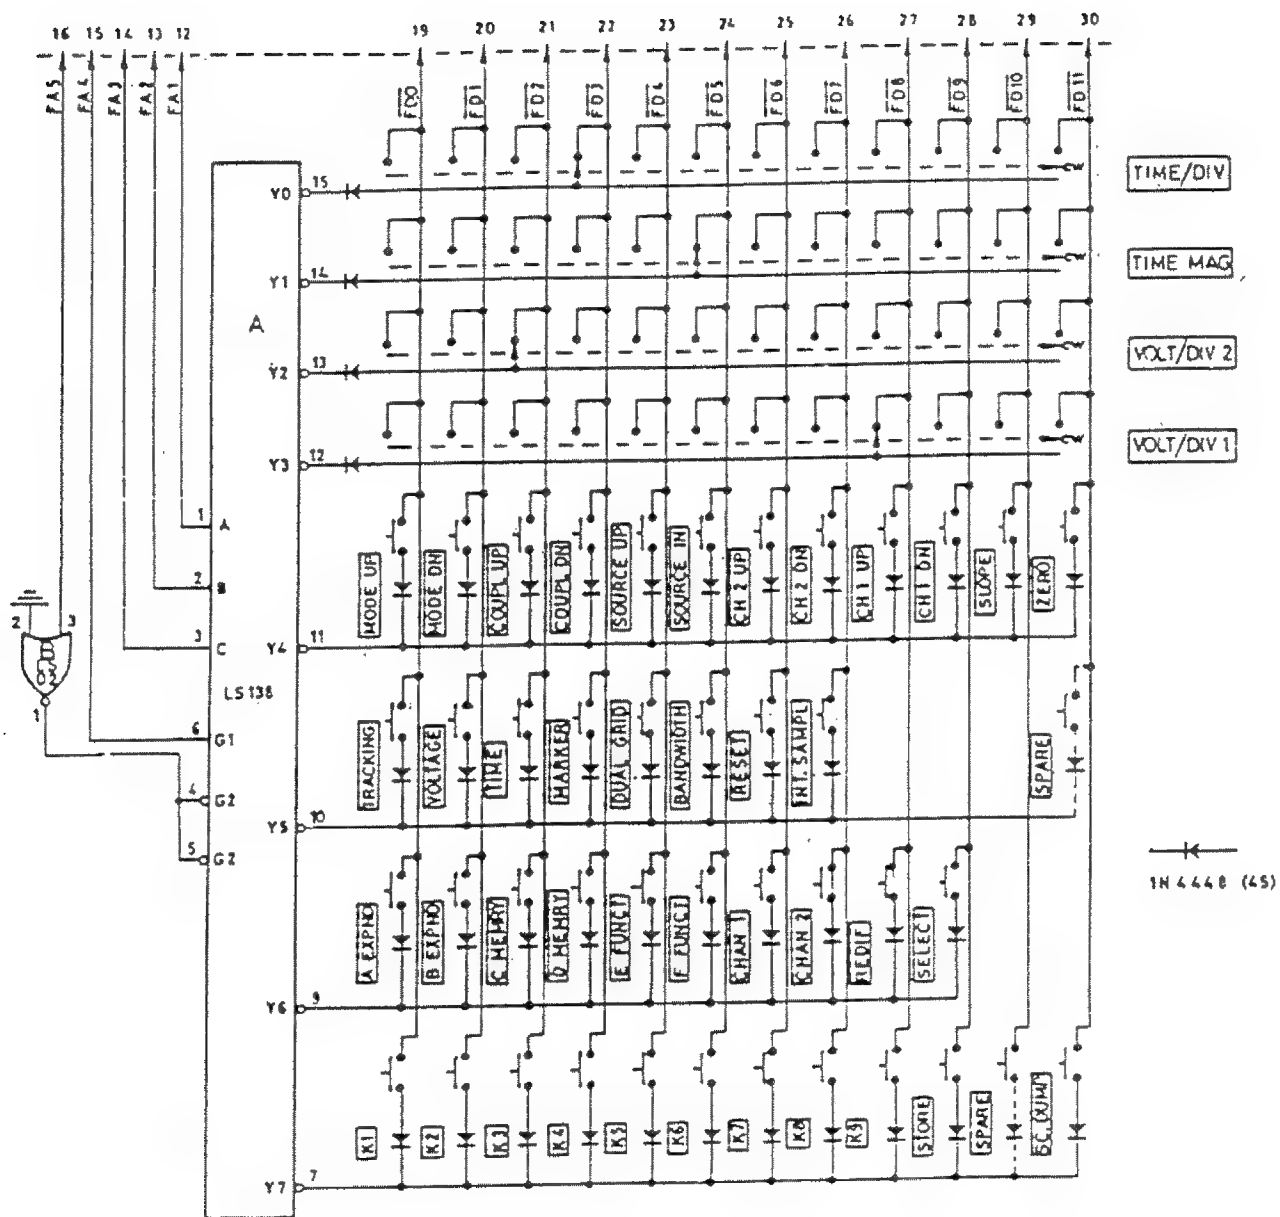 16 15 14 13 12 19 20 21 22 23 24 25 26 27 28 29 30
FA5 FA4 FA3 FA2 FA1 FD0 FD1 FD2 FD3 FD4 FD5 FD6 FD7 FD8 FD9 FD10 FD11
Y0 15 TIME/DIV
Y1 14 TIME MAG
A
Y2 13 VOLT/DIV 2
Y3 12 VOLT/DIV 1
1 A
2 B
MODE UP MODE DN COUPL UP COUPL DN SOURCE UP SOURCE IN CH 2 UP CH 2 DN CH 1 UP CH 1 DN SLOPE ZERO
2 3
3 C Y4 11
1
LS138
6 G1
TRACKING VOLTAGE TIME MARKER DUAL GRID BANDWIDTH RESET INT. SAMPL SPARE
4 G2
Y5 10
5 G2
1N4448 (45)
A EXPND B EXPND C MEMRY D MEMRY E FUNCT F FUNCT CHAN 1 CHAN 2 REDIF SELECT
Y6 9
K1 K2 K3 K4 K5 K6 K7 K8 K9 STORE SPARE SC.DUMP
Y7 7